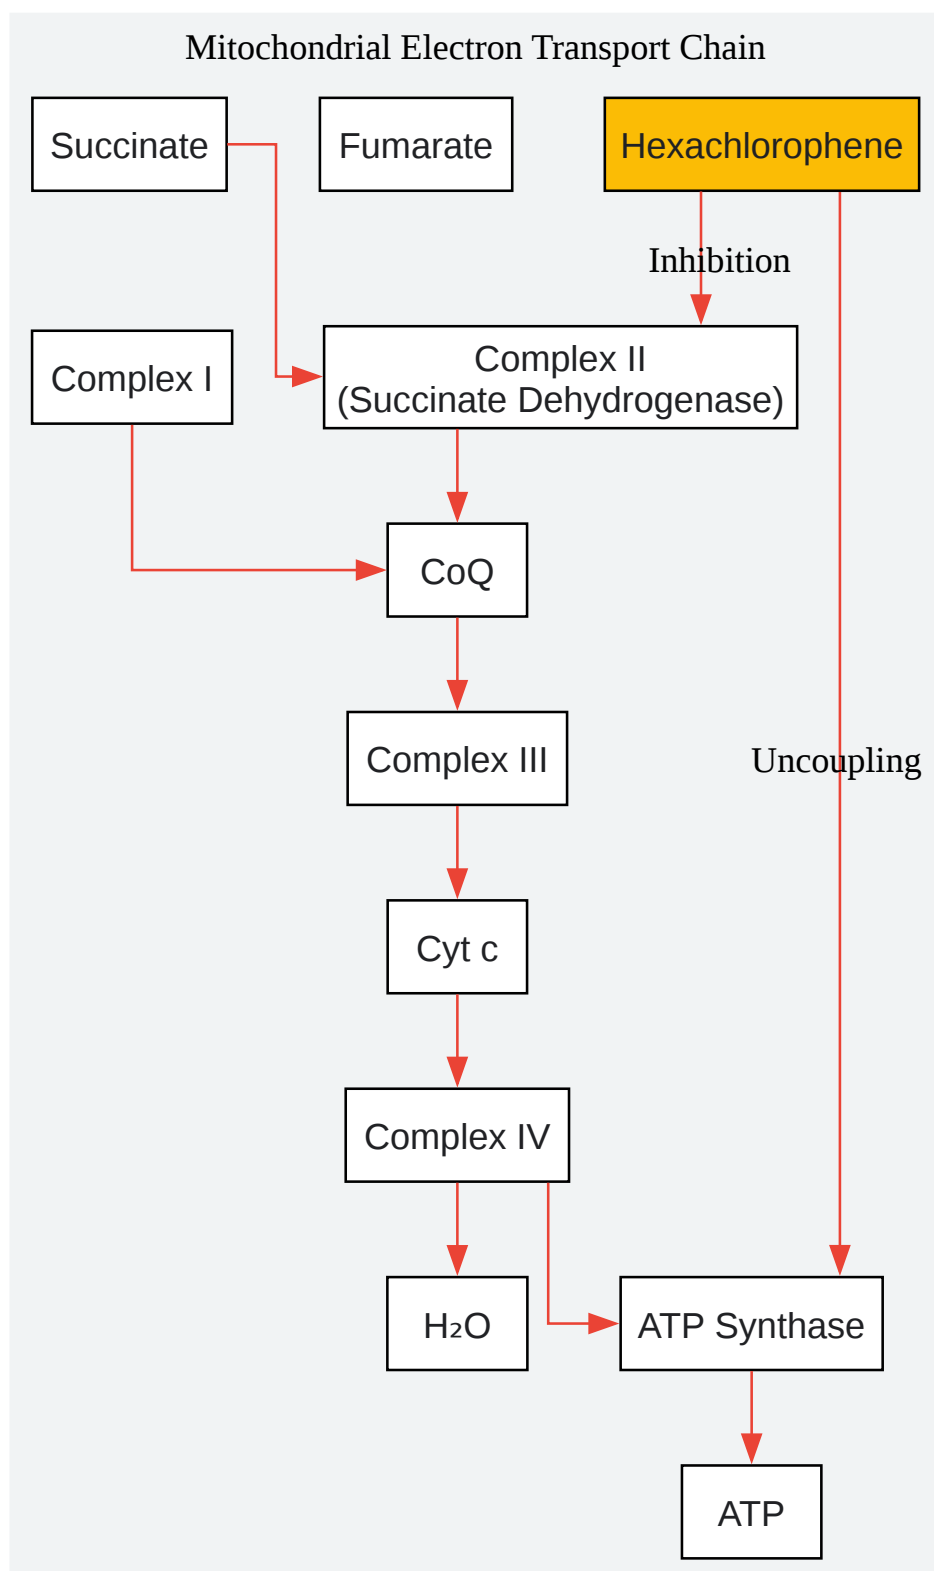 Mitochondrial Electron Transport Chain
Succinate
Fumarate
Hexachlorophene
Inhibition
Complex I
Complex II
(Succinate Dehydrogenase)
CoQ
Complex III
Uncoupling
Cyt c
Complex IV
H₂O
ATP Synthase
ATP